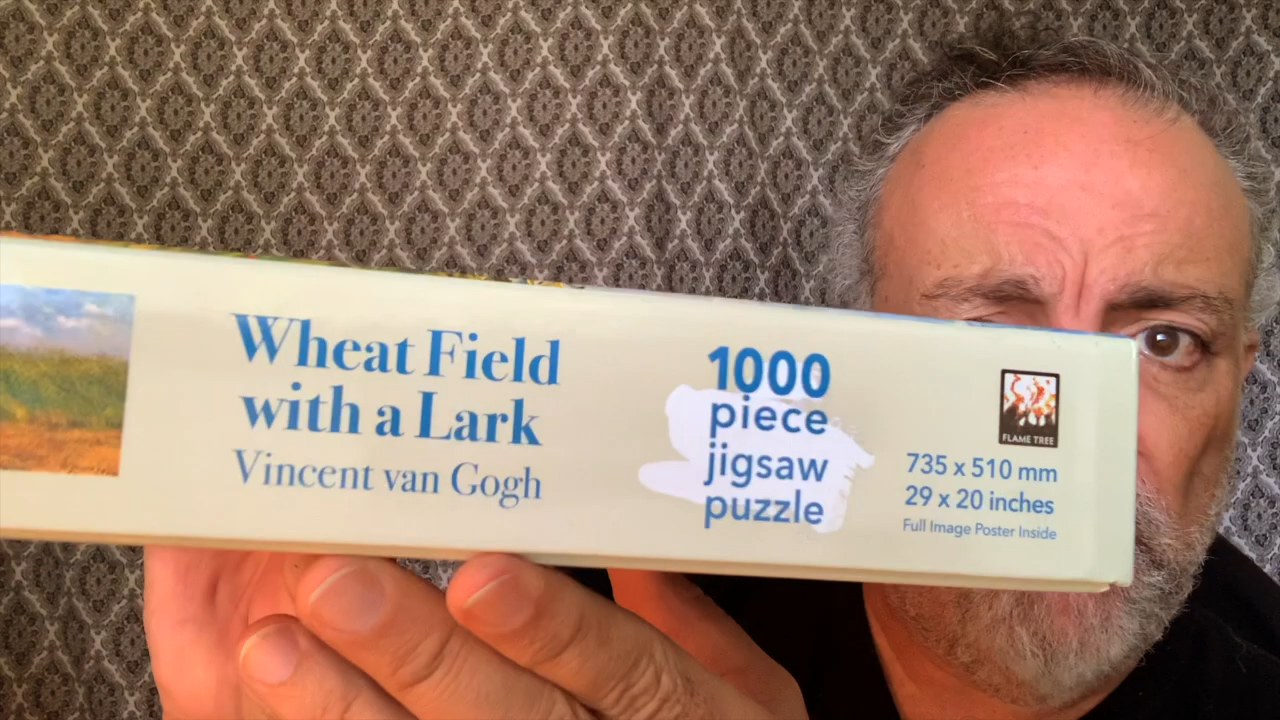 Wheat Field
with a Lark
Vincent van Gogh
1000
piece
jigsaw
puzzle
FLAME TREE
735 x 510 mm
29 x 20 inches
Full Image Poster Inside